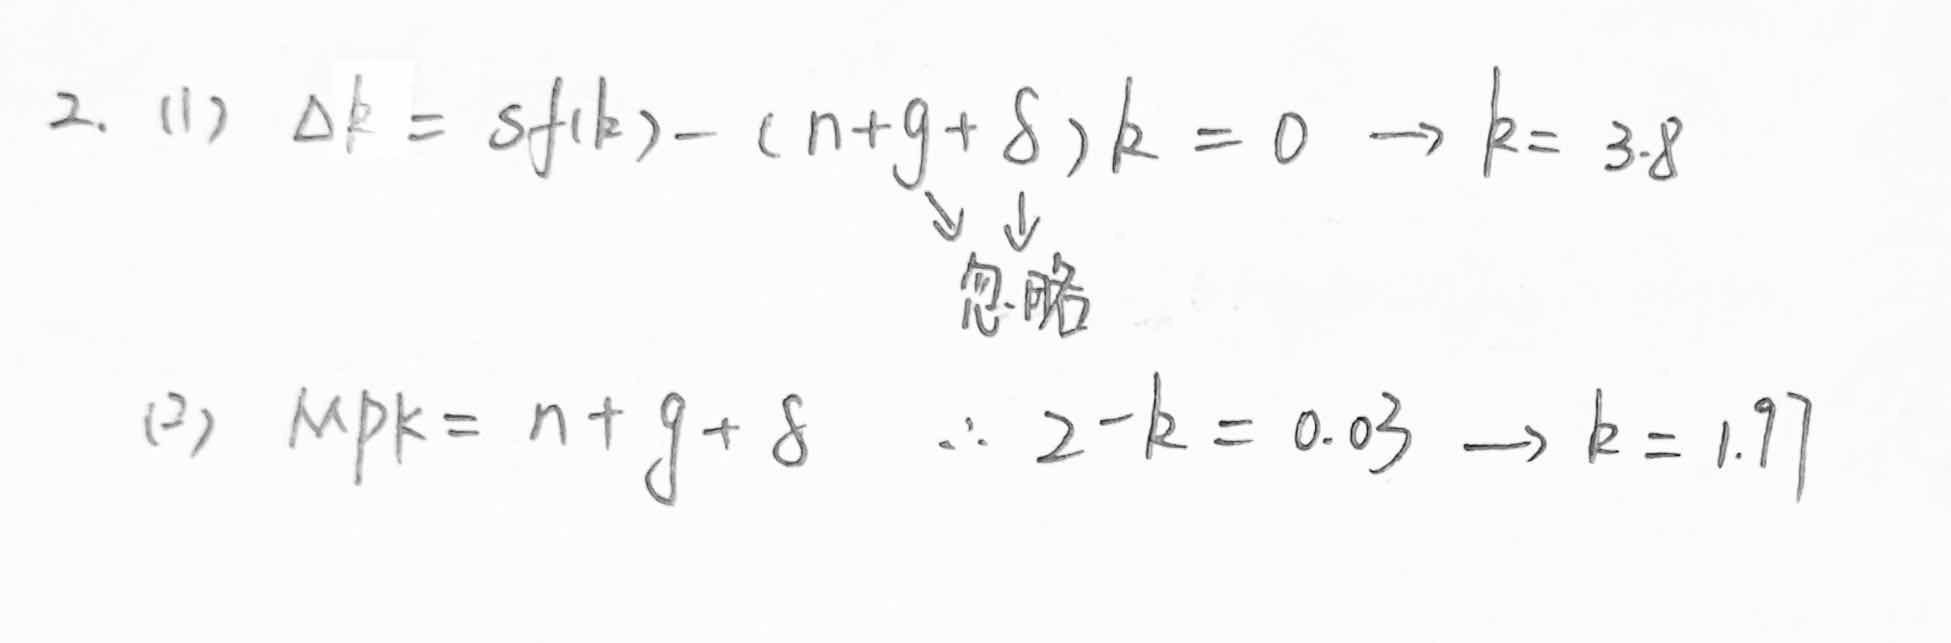 2. (1) Δk = sf(k) - (n+g+δ)k = 0 → k = 3.8
↘ ↓
忽略
(2) MPK = n + g + δ ∴ 2-k = 0.03 → k = 1.97